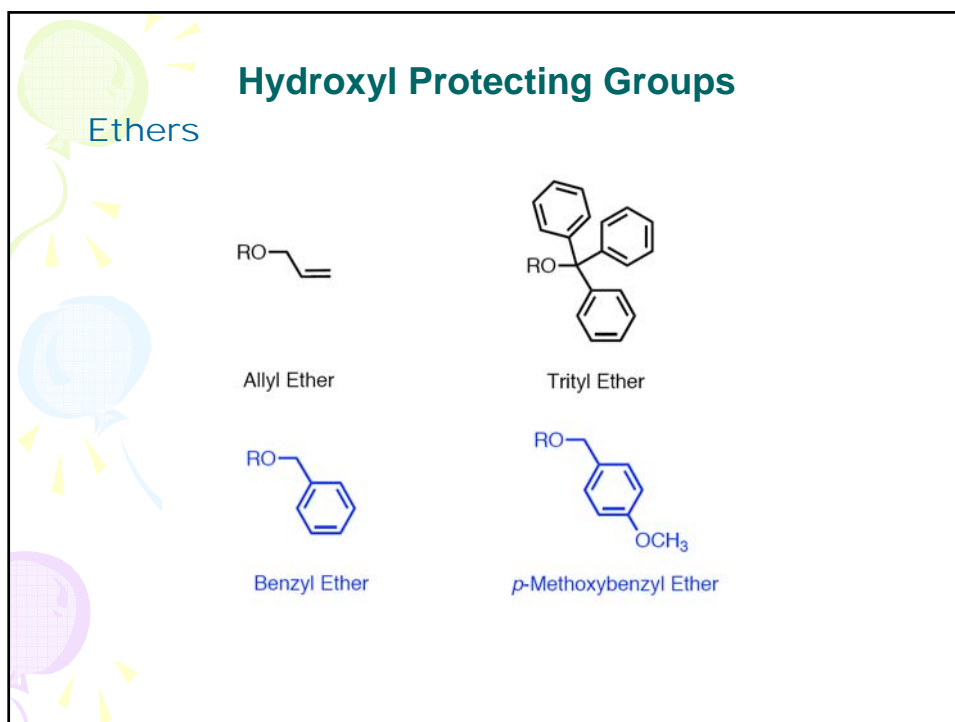 Hydroxyl Protecting Groups
Ethers
RO
RO
Allyl Ether
Trityl Ether
RO
RO
OCH₃
Benzyl Ether
p-Methoxybenzyl Ether